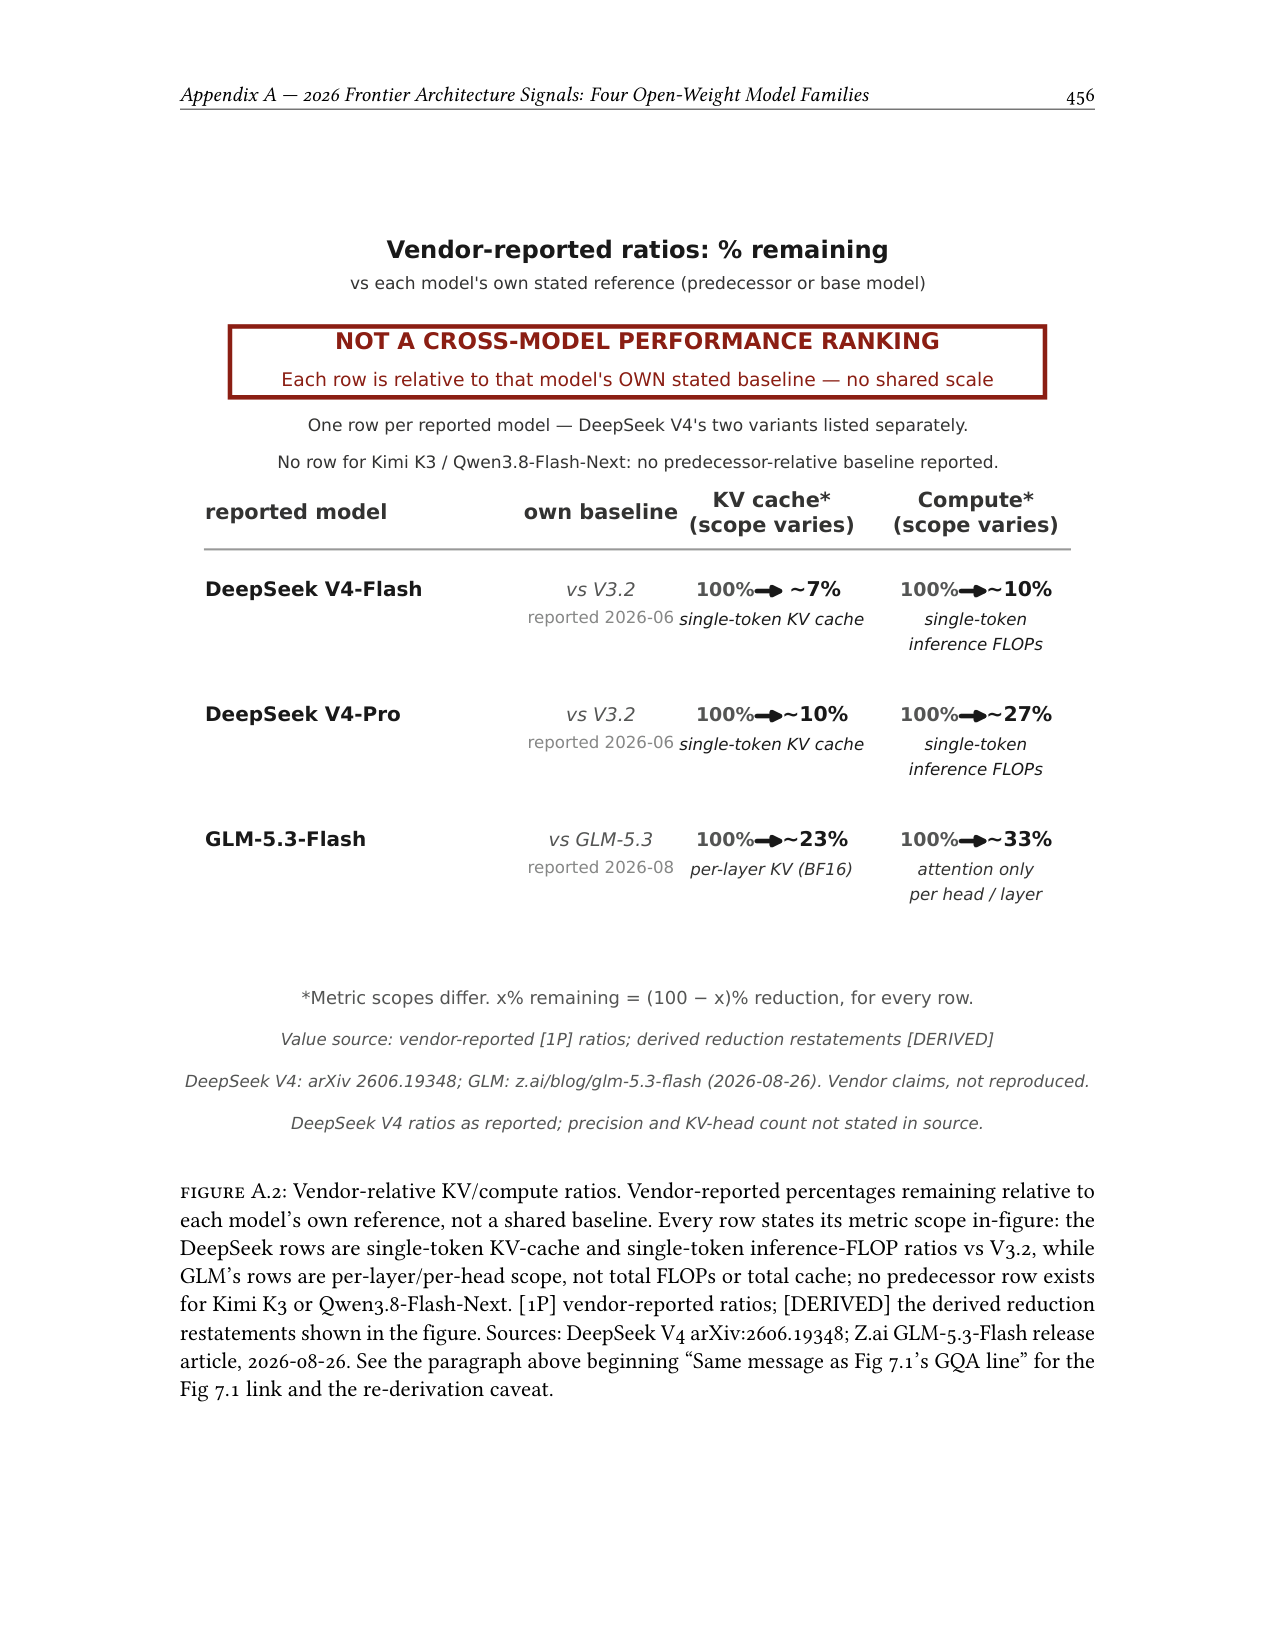 Appendix A — 2026 Frontier Architecture Signals: Four Open-Weight Model Families 456
Vendor-reported ratios: % remaining
vs each model's own stated reference (predecessor or base model)
NOT A CROSS-MODEL PERFORMANCE RANKING
Each row is relative to that model's OWN stated baseline — no shared scale
One row per reported model — DeepSeek V4's two variants listed separately.
No row for Kimi K3 / Qwen3.8-Flash-Next: no predecessor-relative baseline reported.
reported model own baseline KV cache* (scope varies) Compute* (scope varies)
DeepSeek V4-Flash vs V3.2 100% → ~7% 100% → ~10%
reported 2026-06 single-token KV cache single-token
inference FLOPs
DeepSeek V4-Pro vs V3.2 100% → ~10% 100% → ~27%
reported 2026-06 single-token KV cache single-token
inference FLOPs
GLM-5.3-Flash vs GLM-5.3 100% → ~23% 100% → ~33%
reported 2026-08 per-layer KV (BF16) attention only
per head / layer
*Metric scopes differ. x% remaining = (100 − x)% reduction, for every row.
Value source: vendor-reported [1P] ratios; derived reduction restatements [DERIVED]
DeepSeek V4: arXiv 2606.19348; GLM: z.ai/blog/glm-5.3-flash (2026-08-26). Vendor claims, not reproduced.
DeepSeek V4 ratios as reported; precision and KV-head count not stated in source.
FIGURE A.2: Vendor-relative KV/compute ratios. Vendor-reported percentages remaining relative to
each model’s own reference, not a shared baseline. Every row states its metric scope in-figure: the
DeepSeek rows are single-token KV-cache and single-token inference-FLOP ratios vs V3.2, while
GLM’s rows are per-layer/per-head scope, not total FLOPs or total cache; no predecessor row exists
for Kimi K3 or Qwen3.8-Flash-Next. [1P] vendor-reported ratios; [DERIVED] the derived reduction
restatements shown in the figure. Sources: DeepSeek V4 arXiv:2606.19348; Z.ai GLM-5.3-Flash release
article, 2026-08-26. See the paragraph above beginning “Same message as Fig 7.1’s GQA line” for the
Fig 7.1 link and the re-derivation caveat.